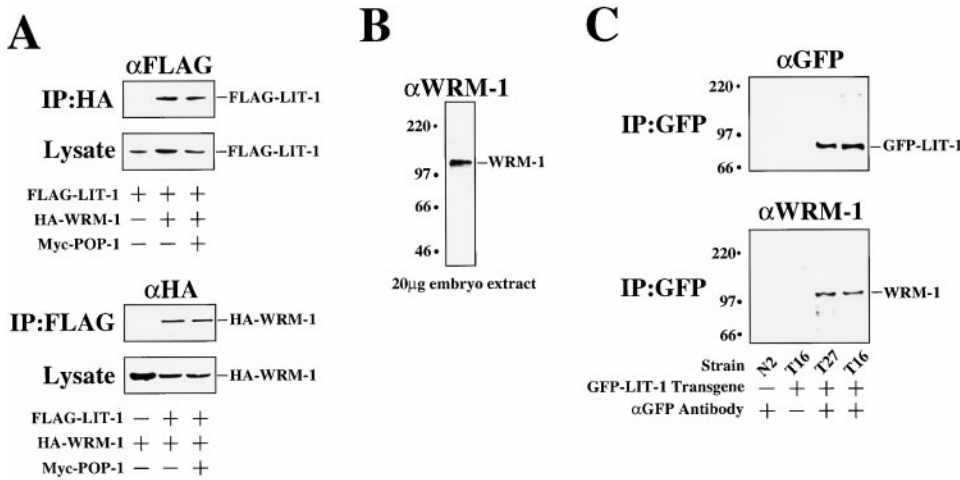 A
αFLAG
IP:HA
FLAG-LIT-1
Lysate
FLAG-LIT-1
FLAG-LIT-1 + + +
HA-WRM-1 — + +
Myc-POP-1 — — +
αHA
IP:FLAG
HA-WRM-1
Lysate
HA-WRM-1
FLAG-LIT-1 — + +
HA-WRM-1 + + +
Myc-POP-1 — — +
B
αWRM-1
220
WRM-1
97
66
46
20μg embryo extract
C
αGFP
220
IP:GFP
97
GFP-LIT-1
66
αWRM-1
220
IP:GFP
WRM-1
97
66
Strain N2 T16 T27 T16
GFP-LIT-1 Transgene — + + +
αGFP Antibody + — + +